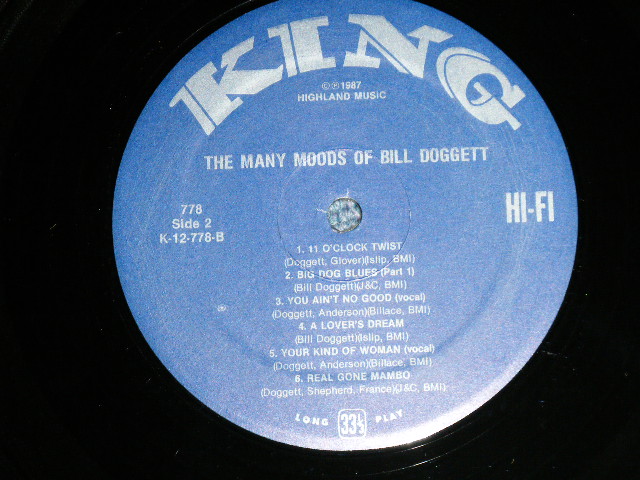 KING
©℗1987
HIGHLAND MUSIC
THE MANY MOODS OF BILL DOGGETT
778
Side 2
K-12-778-B
HI-FI
1. 11 O'CLOCK TWIST
(Doggett, Glover)(Islip, BMI)
2. BIG DOG BLUES (Part 1)
(Bill Doggett)(J&C, BMI)
3. YOU AIN'T NO GOOD (vocal)
(Doggett, Anderson)(Billace, BMI)
4. A LOVER'S DREAM
(Bill Doggett)(Islip, BMI)
5. YOUR KIND OF WOMAN (vocal)
(Doggett, Anderson)(Billace, BMI)
6. REAL GONE MAMBO
(Doggett, Shepherd, France)(J&C, BMI)
LONG 33⅓ PLAY